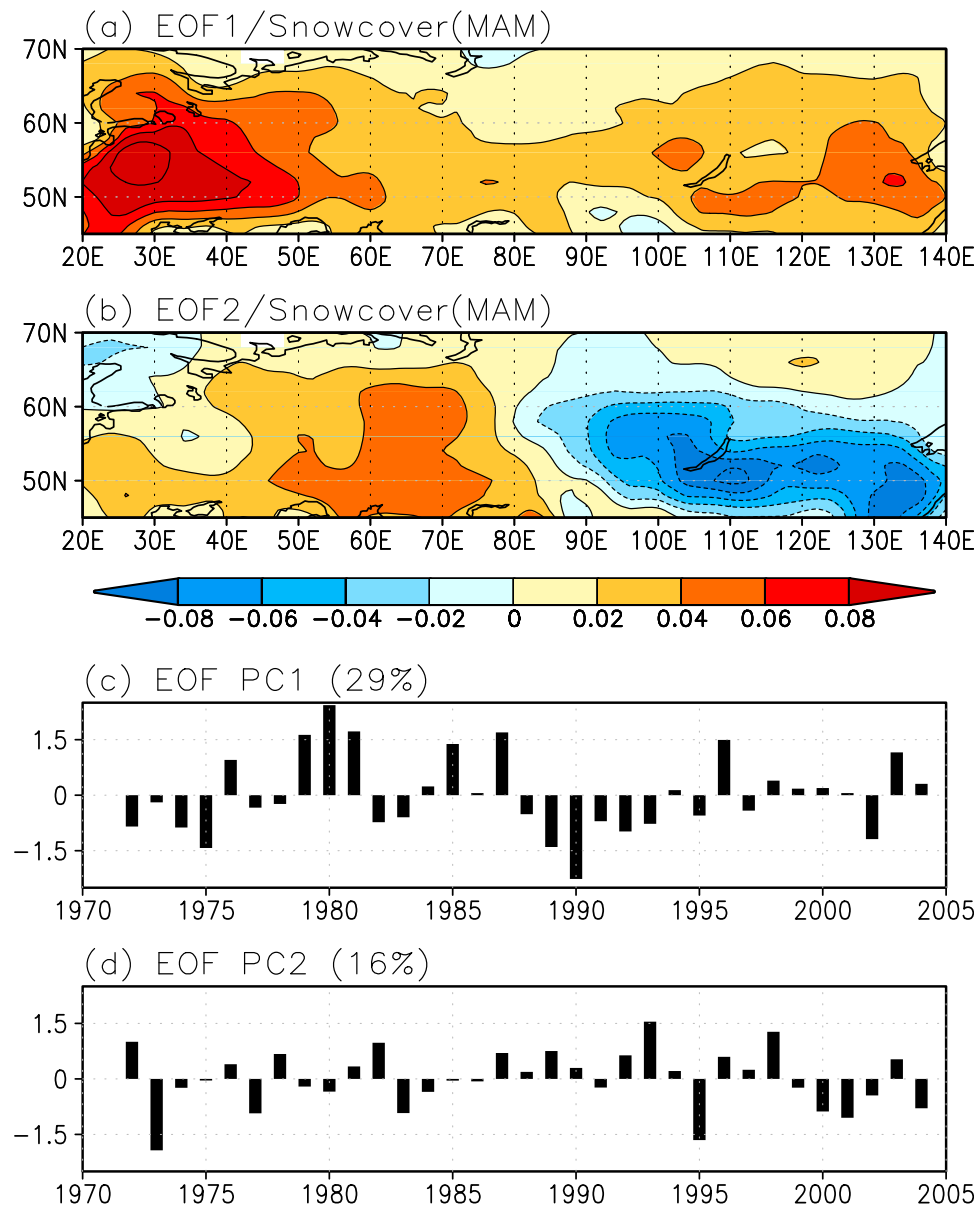 (a) EOF1/Snowcover(MAM)
70N
60N
50N
20E 30E 40E 50E 60E 70E 80E 90E 100E 110E 120E 130E 140E
(b) EOF2/Snowcover(MAM)
70N
60N
50N
20E 30E 40E 50E 60E 70E 80E 90E 100E 110E 120E 130E 140E
−0.08 −0.06 −0.04 −0.02 0 0.02 0.04 0.06 0.08
(c) EOF PC1 (29%)
1.5
0
−1.5
1970 1975 1980 1985 1990 1995 2000 2005
(d) EOF PC2 (16%)
1.5
0
−1.5
1970 1975 1980 1985 1990 1995 2000 2005